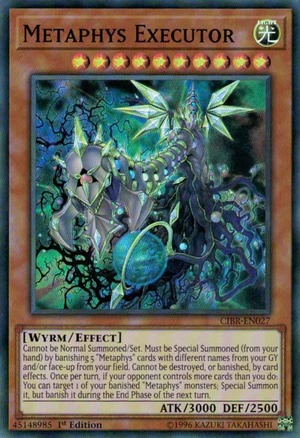 METAPHYS EXECUTOR
LIGHT
光
CIBR-EN027
[WYRM/EFFECT]
Cannot be Normal Summoned/Set. Must be Special Summoned (from your
hand) by banishing 5 "Metaphys" cards with different names from your GY
and/or face-up from your field. Cannot be destroyed, or banished, by card
effects. Once per turn, if your opponent controls more cards than you do:
You can target 1 of your banished "Metaphys" monsters; Special Summon
it, but banish it during the End Phase of the next turn.
ATK/3000 DEF/2500
45148985 1st Edition ©1996 KAZUKI TAKAHASHI